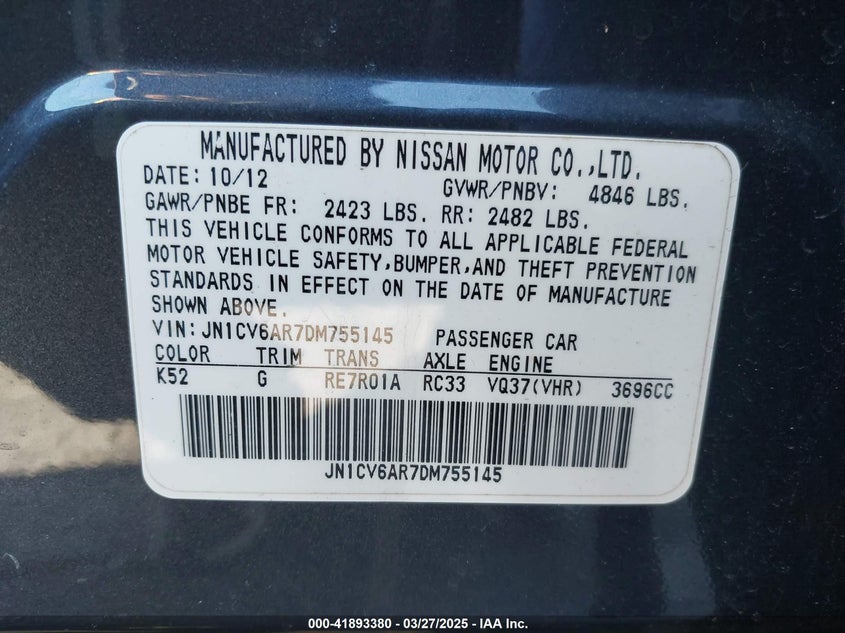 MANUFACTURED BY NISSAN MOTOR CO.,LTD.
DATE: 10/12 GVWR/PNBV: 4846 LBS.
GAWR/PNBE FR: 2423 LBS. RR: 2482 LBS.
THIS VEHICLE CONFORMS TO ALL APPLICABLE FEDERAL
MOTOR VEHICLE SAFETY,BUMPER,AND THEFT PREVENTION
STANDARDS IN EFFECT ON THE DATE OF MANUFACTURE
SHOWN ABOVE.
VIN:JN1CV6AR7DM755145 PASSENGER CAR
COLOR TRIM TRANS AXLE ENGINE
K52 G RE7R01A RC33 VQ37(VHR) 3696CC
JN1CV6AR7DM755145
000-41893380 - 03/27/2025 - IAA Inc.